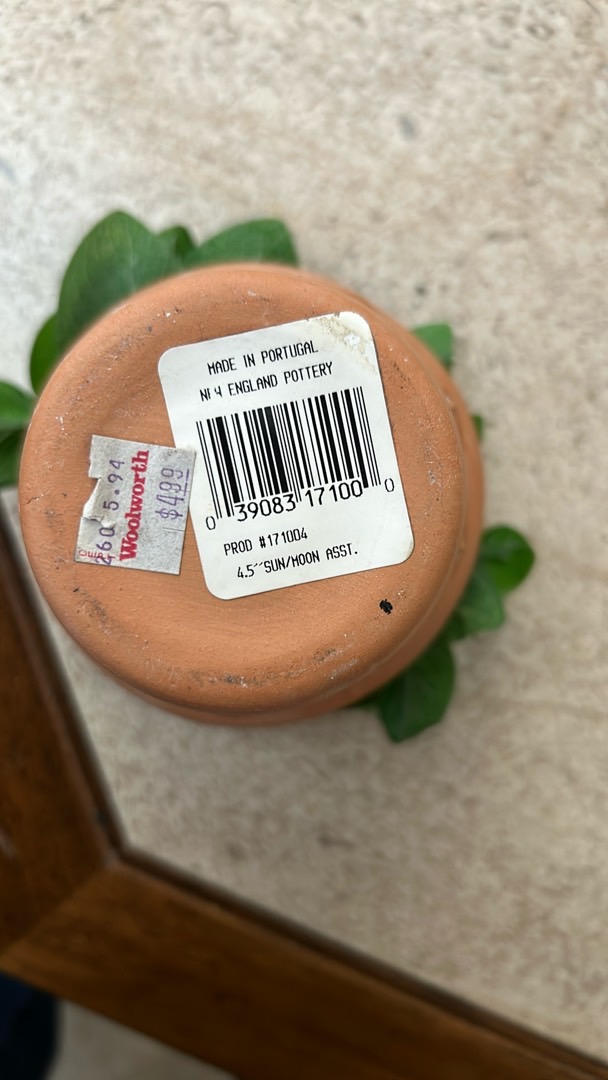 MADE IN PORTUGAL
ENGLAND POTTERY
0 39083 17100 0
PROD #171004
4.5″SUN/MOON ASST.
Woolworth
$4.99
260 5.94